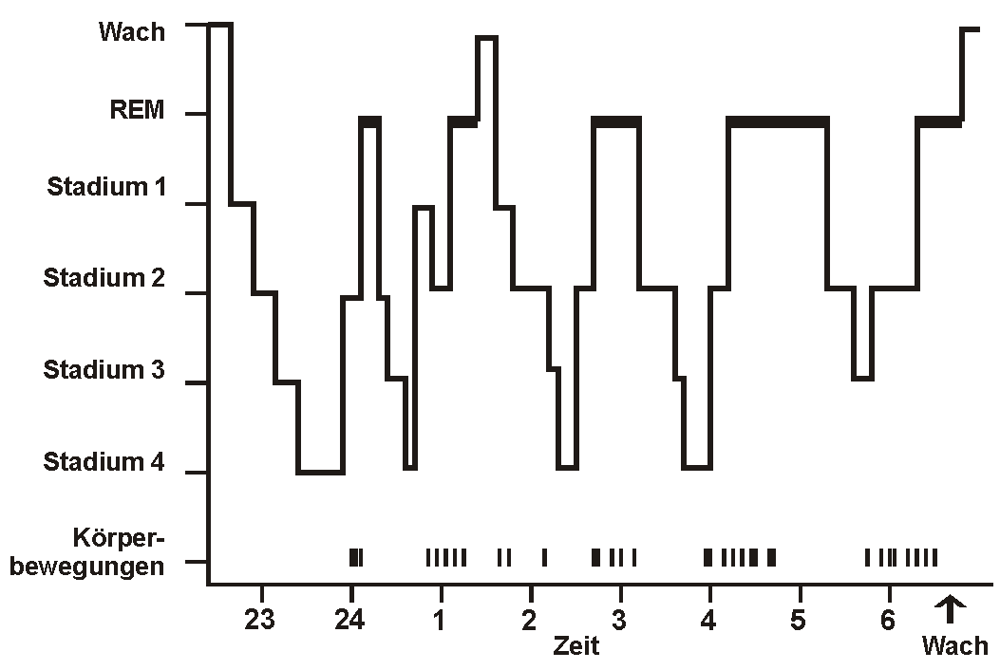 Wach
REM
Stadium 1
Stadium 2
Stadium 3
Stadium 4
Körper-
bewegungen
23 24 1 2 3 4 5 6
Zeit
Wach